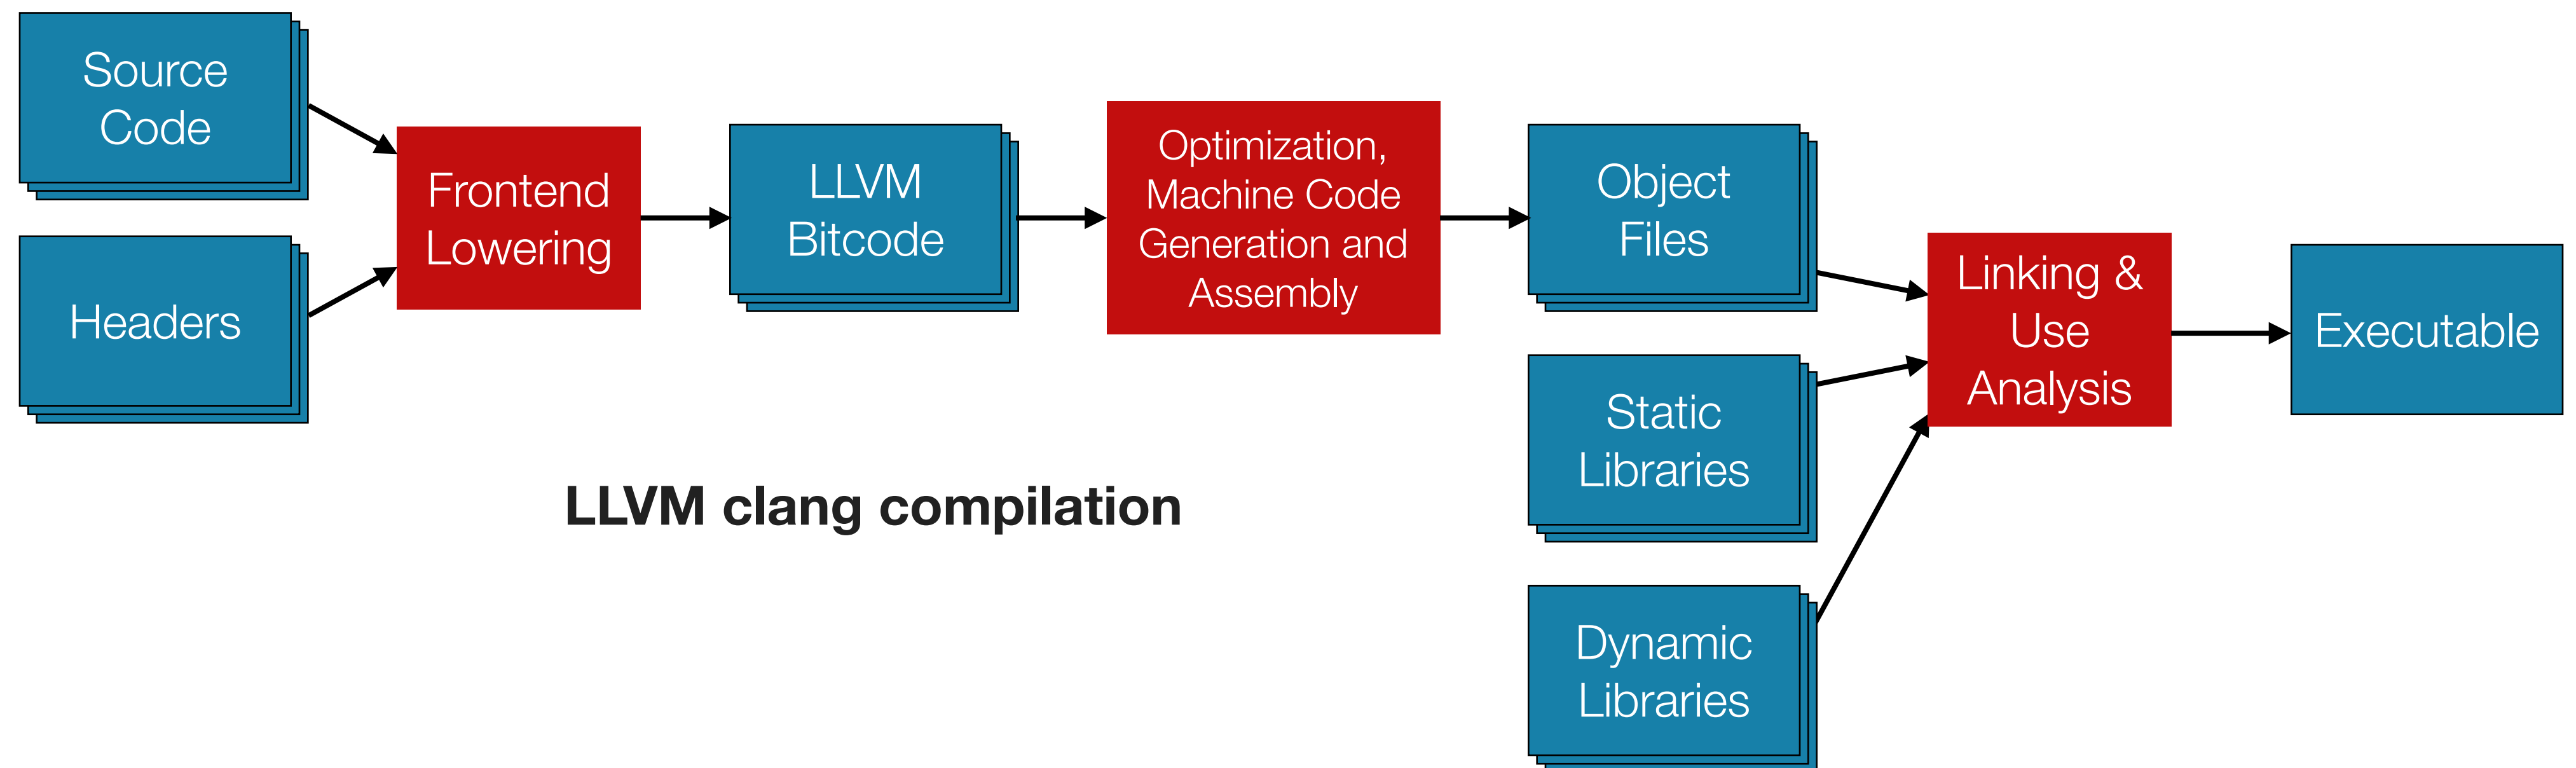 Source
Code
Headers
Frontend
Lowering
LLVM
Bitcode
Optimization,
Machine Code
Generation and
Assembly
Object
Files
Static
Libraries
Dynamic
Libraries
Linking &
Use
Analysis
Executable
LLVM clang compilation